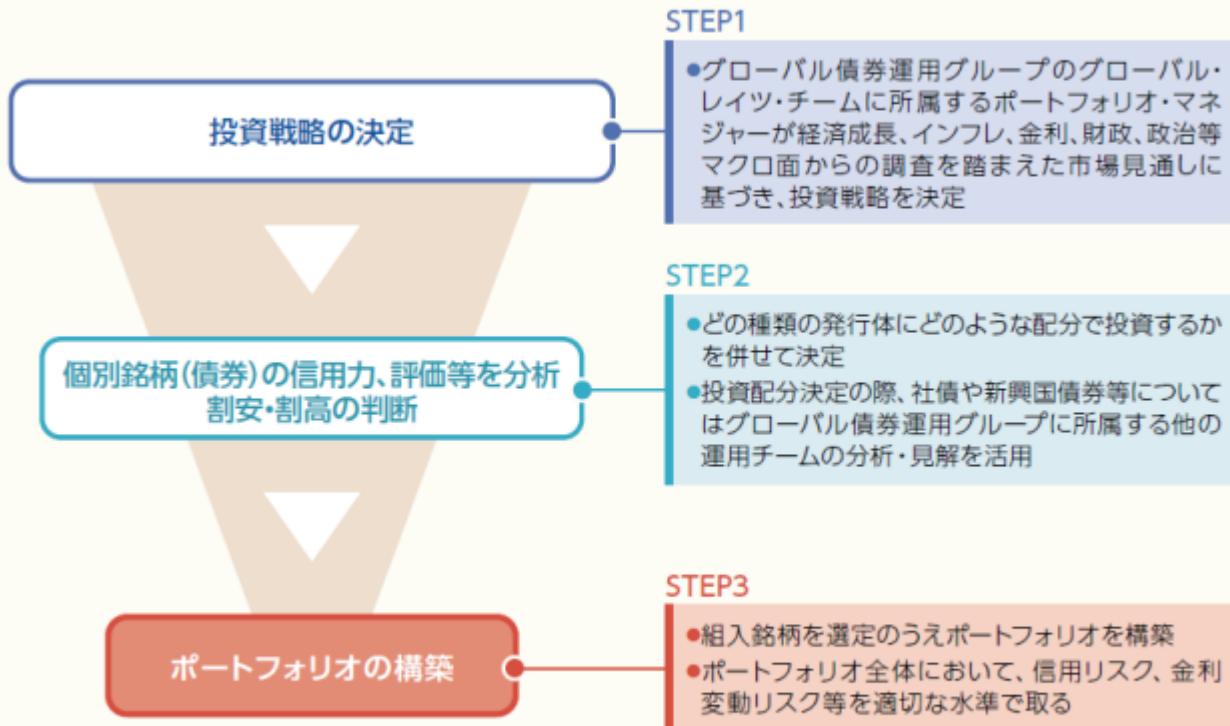 STEP1
投資戦略の決定
●グローバル債券運用グループのグローバル・
レイツ・チームに所属するポートフォリオ・マネ
ジャーが経済成長、インフレ、金利、財政、政治等
マクロ面からの調査を踏まえた市場見通しに
基づき、投資戦略を決定
STEP2
個別銘柄(債券)の信用力、評価等を分析
割安・割高の判断
●どの種類の発行体にどのような配分で投資するか
を併せて決定
●投資配分決定の際、社債や新興国債券等について
はグローバル債券運用グループに所属する他の
運用チームの分析・見解を活用
STEP3
ポートフォリオの構築
●組入銘柄を選定のうえポートフォリオを構築
●ポートフォリオ全体において、信用リスク、金利
変動リスク等を適切な水準で取る